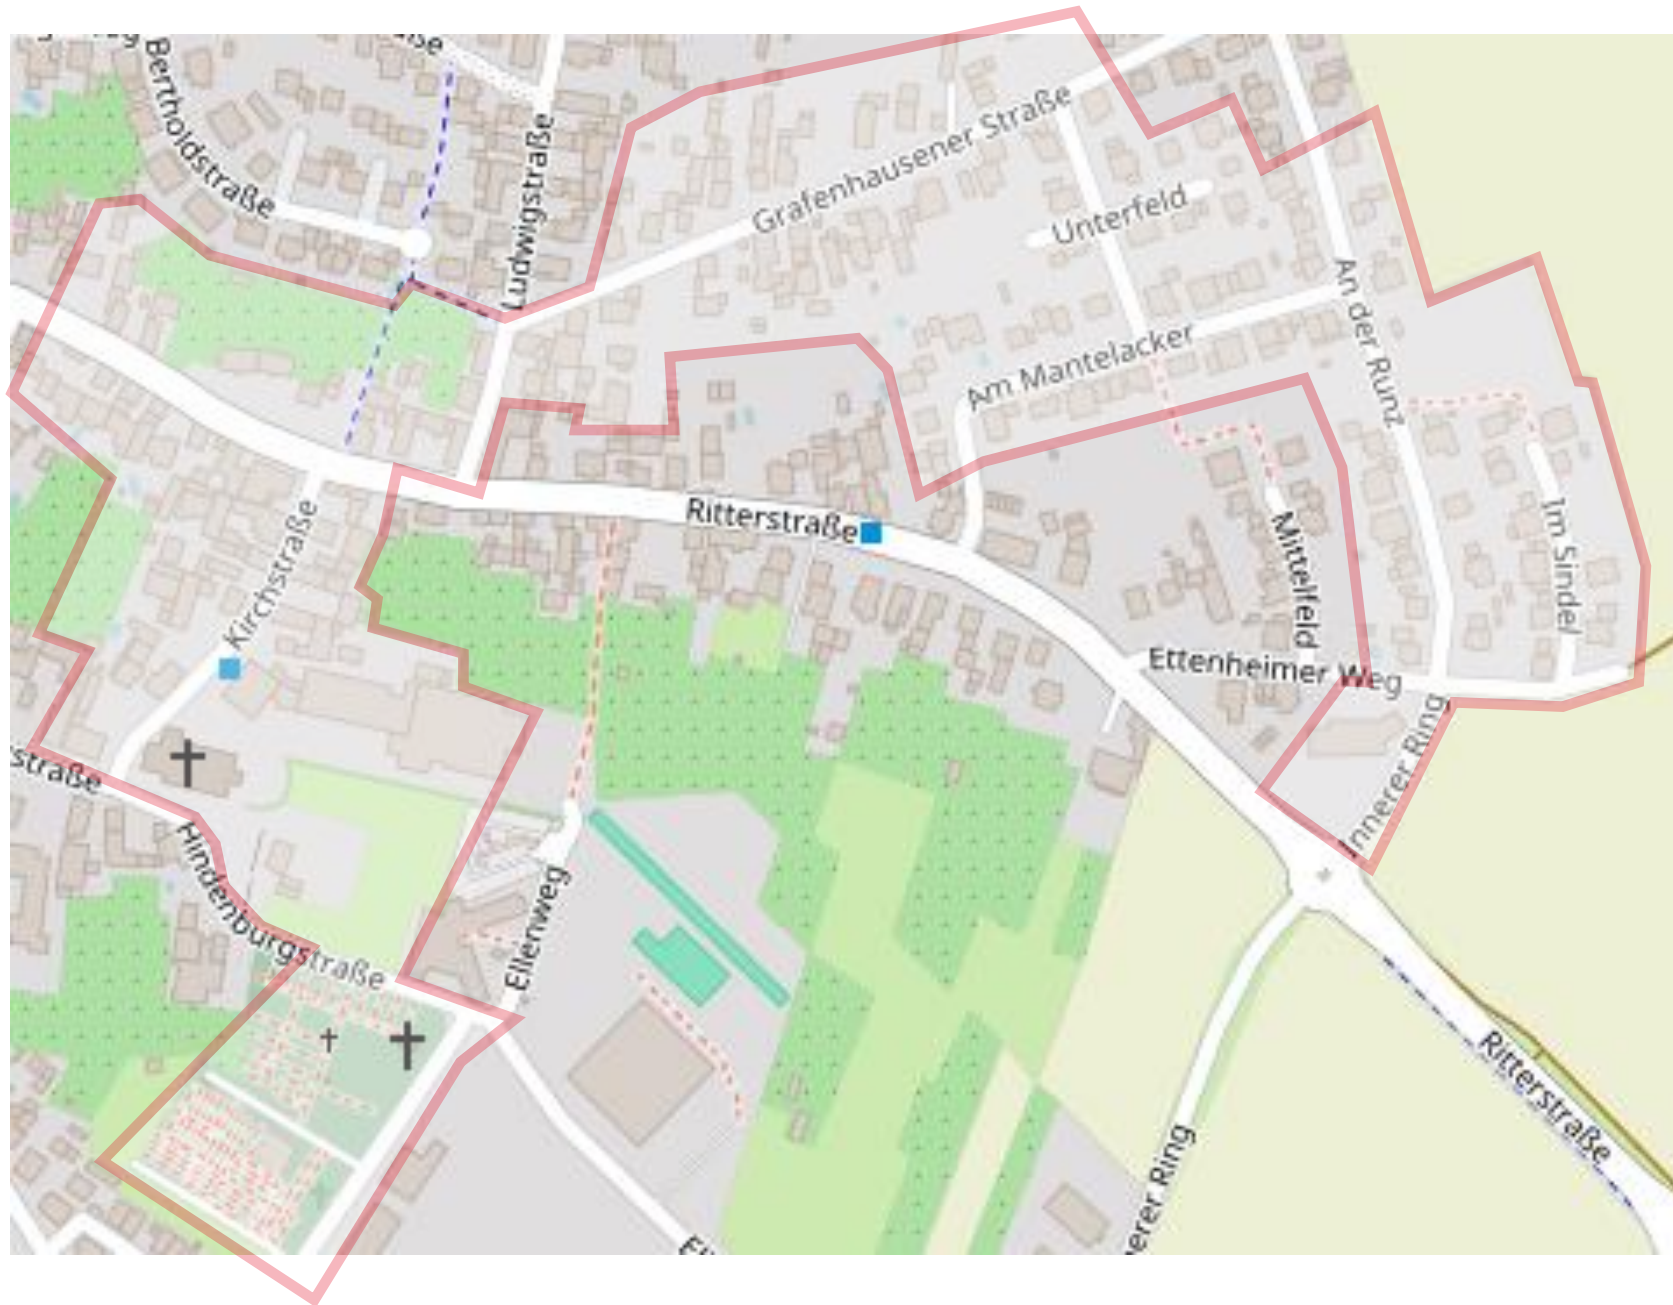 Bertholdstraße
Ludwigstraße
Grafenhausener Straße
Unterfeld
An der Runz
Am Mantelacker
Ritterstraße
Kirchstraße
Mittelfeld
Im Sindel
Ettenheimer Weg
Innerer Ring
straße
Hindenburgstraße
Ellenweg
Ritterstraße
erer Ring